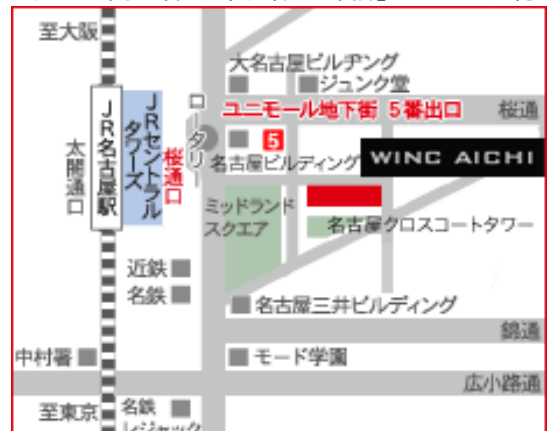 至大阪
大名古屋ビルヂング
ジュンク堂
ユニモール地下街 5番出口
桜通
ロータリー
JRセントラルタワーズ
JR名古屋駅
太閤通口
桜通口
5
名古屋ビルディング
WINC AICHI
ミッドランド
スクエア
名古屋クロスコートタワー
近鉄
名鉄
名古屋三井ビルディング
錦通
中村署
モード学園
広小路通
至東京
名鉄
レジャック